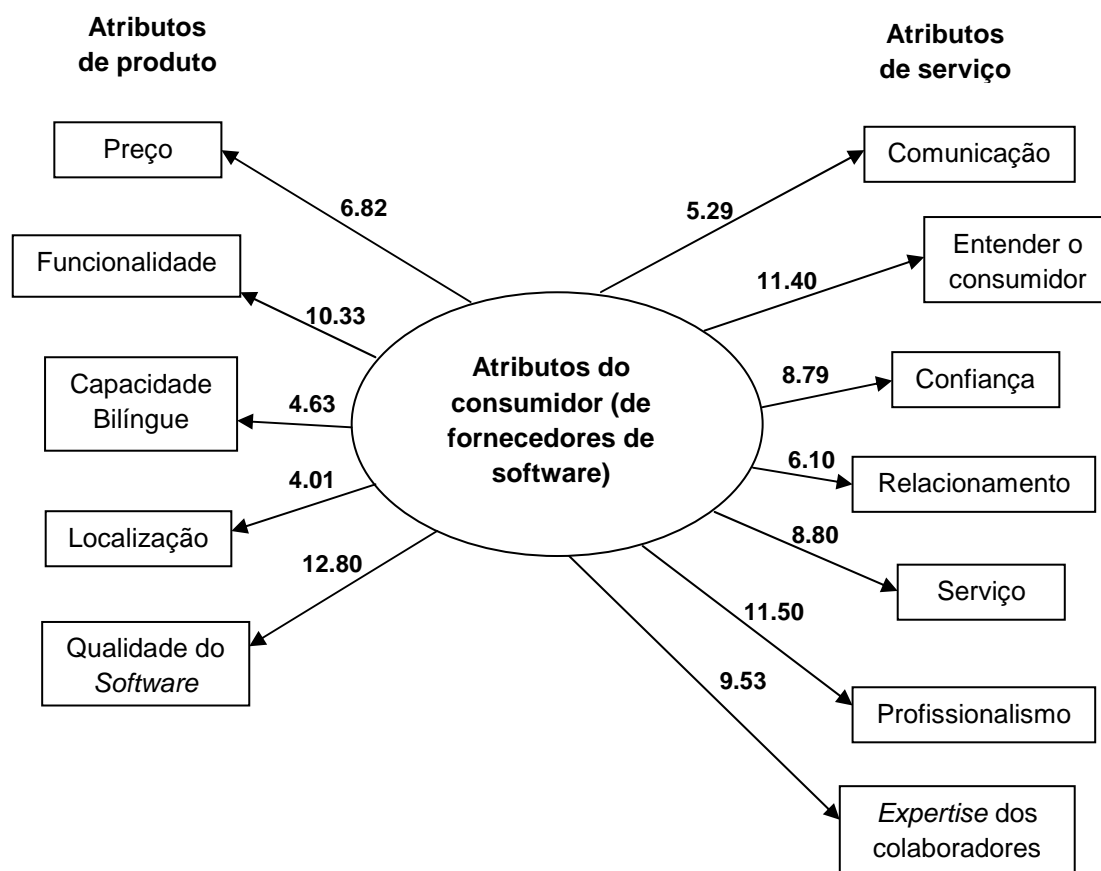 Atributos
de produto
Atributos
de serviço
Preço
6.82
Funcionalidade
10.33
Capacidade
Bilíngue
4.63
Localização
4.01
Qualidade do
Software
12.80
Atributos do
consumidor (de
fornecedores de
software)
Comunicação
5.29
Entender o
consumidor
11.40
Confiança
8.79
Relacionamento
6.10
Serviço
8.80
Profissionalismo
11.50
Expertise dos
colaboradores
9.53